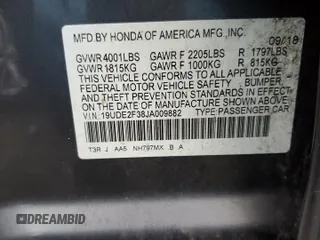 MFD BY HONDA OF AMERICA MFG.,INC.
09/18
GVWR 4001LBS GAWR F 2205LBS R 1797LBS
GVWR 1815KG GAWR F 1000KG R 815KG
THIS VEHICLE CONFORMS TO ALL APPLICABLE
FEDERAL MOTOR VEHICLE SAFETY, BUMPER,
AND THEFT PREVENTION STANDARDS IN EFFECT
ON THE DATE OF MANUFACTURE SHOWN ABOVE.
V.I.N: 19UDE2F38JA009882 TYPE:PASSENGER CAR
T3R J AA5 NH797MX B A
© DREAMBID